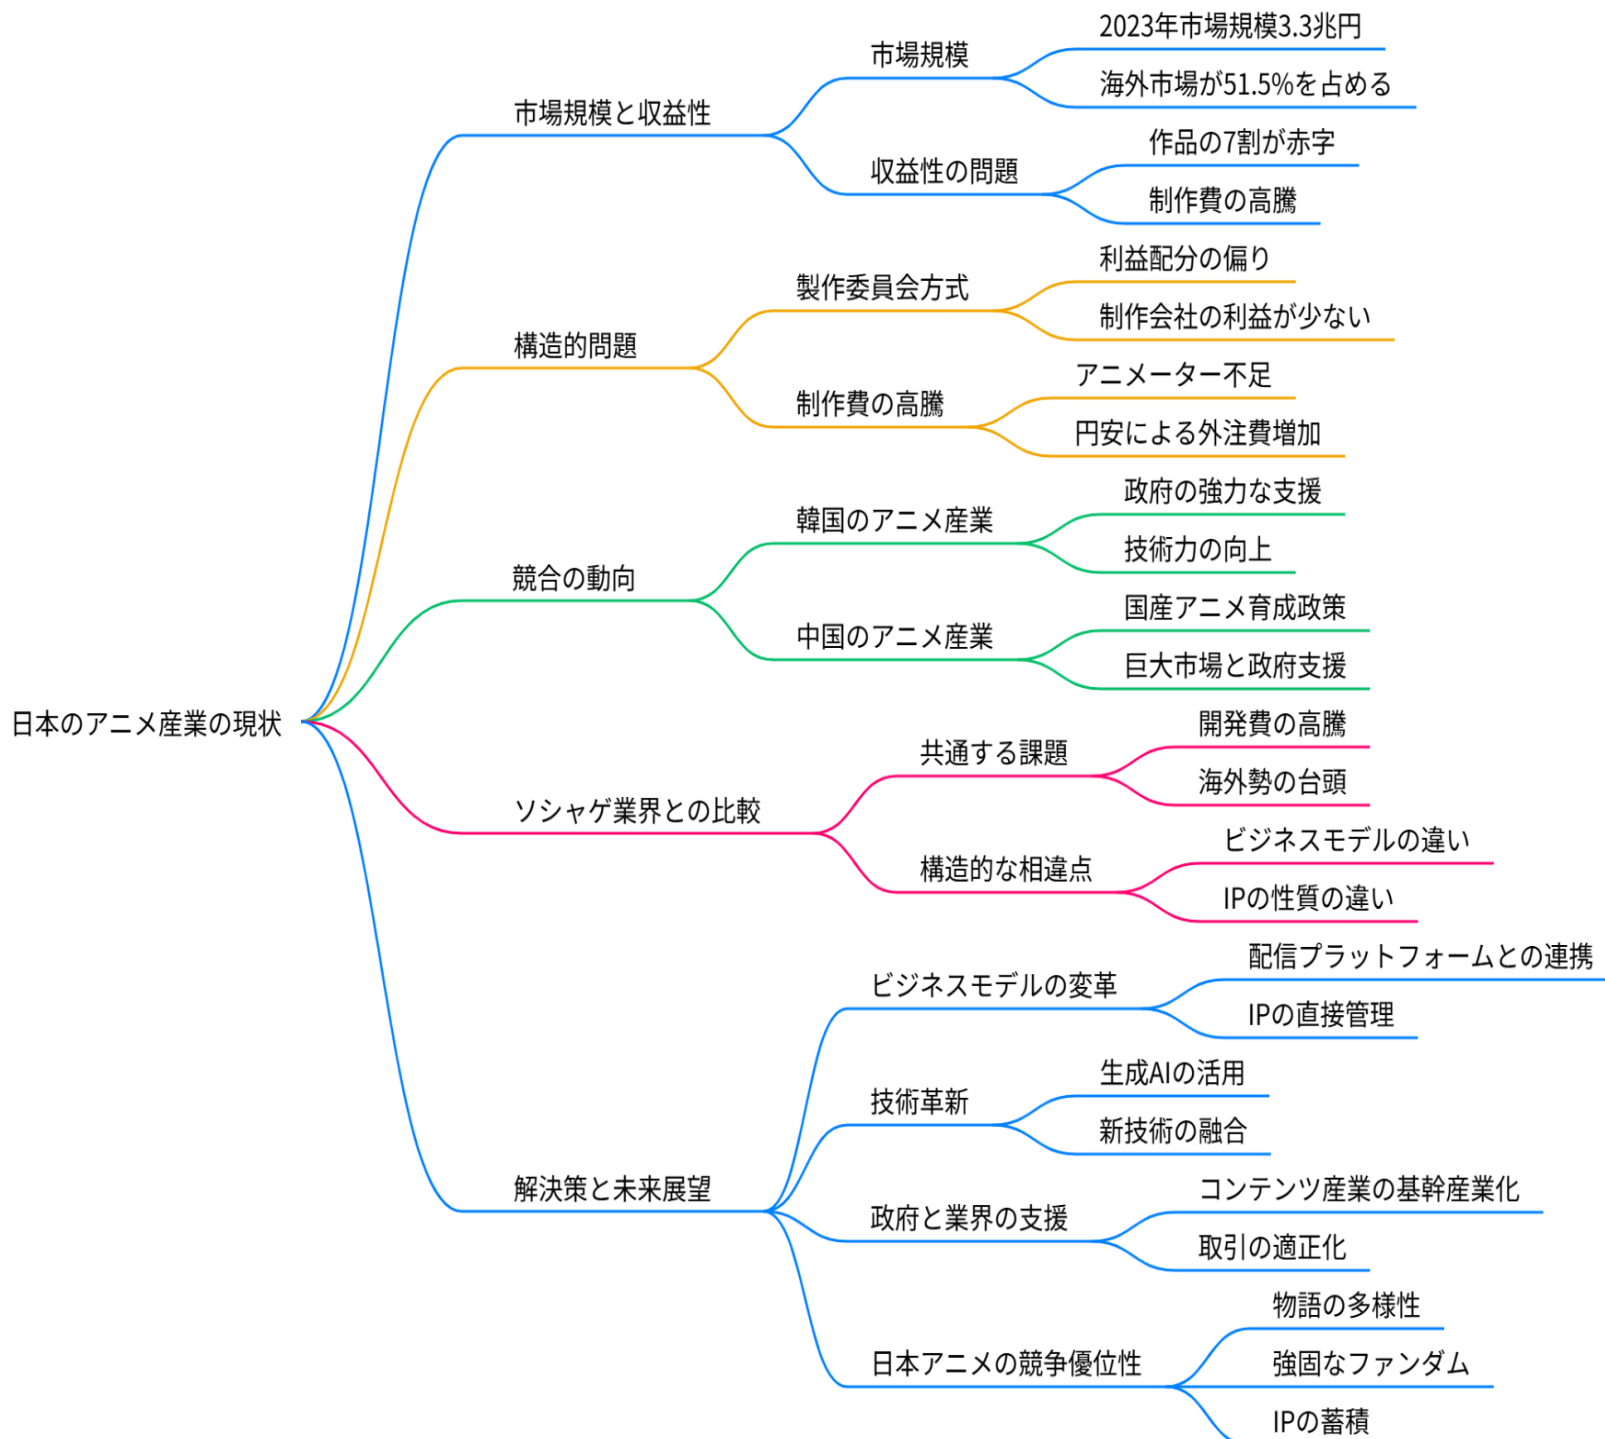 日本のアニメ産業の現状
市場規模と収益性
市場規模
2023年市場規模3.3兆円
海外市場が51.5%を占める
収益性の問題
作品の7割が赤字
制作費の高騰
構造的問題
製作委員会方式
利益配分の偏り
制作会社の利益が少ない
制作費の高騰
アニメーター不足
円安による外注費増加
競合の動向
韓国のアニメ産業
政府の強力な支援
技術力の向上
中国のアニメ産業
国産アニメ育成政策
巨大市場と政府支援
ソシャゲ業界との比較
共通する課題
開発費の高騰
海外勢の台頭
構造的な相違点
ビジネスモデルの違い
IPの性質の違い
解決策と未来展望
ビジネスモデルの変革
配信プラットフォームとの連携
IPの直接管理
技術革新
生成AIの活用
新技術の融合
政府と業界の支援
コンテンツ産業の基幹産業化
取引の適正化
日本アニメの競争優位性
物語の多様性
強固なファンダム
IPの蓄積